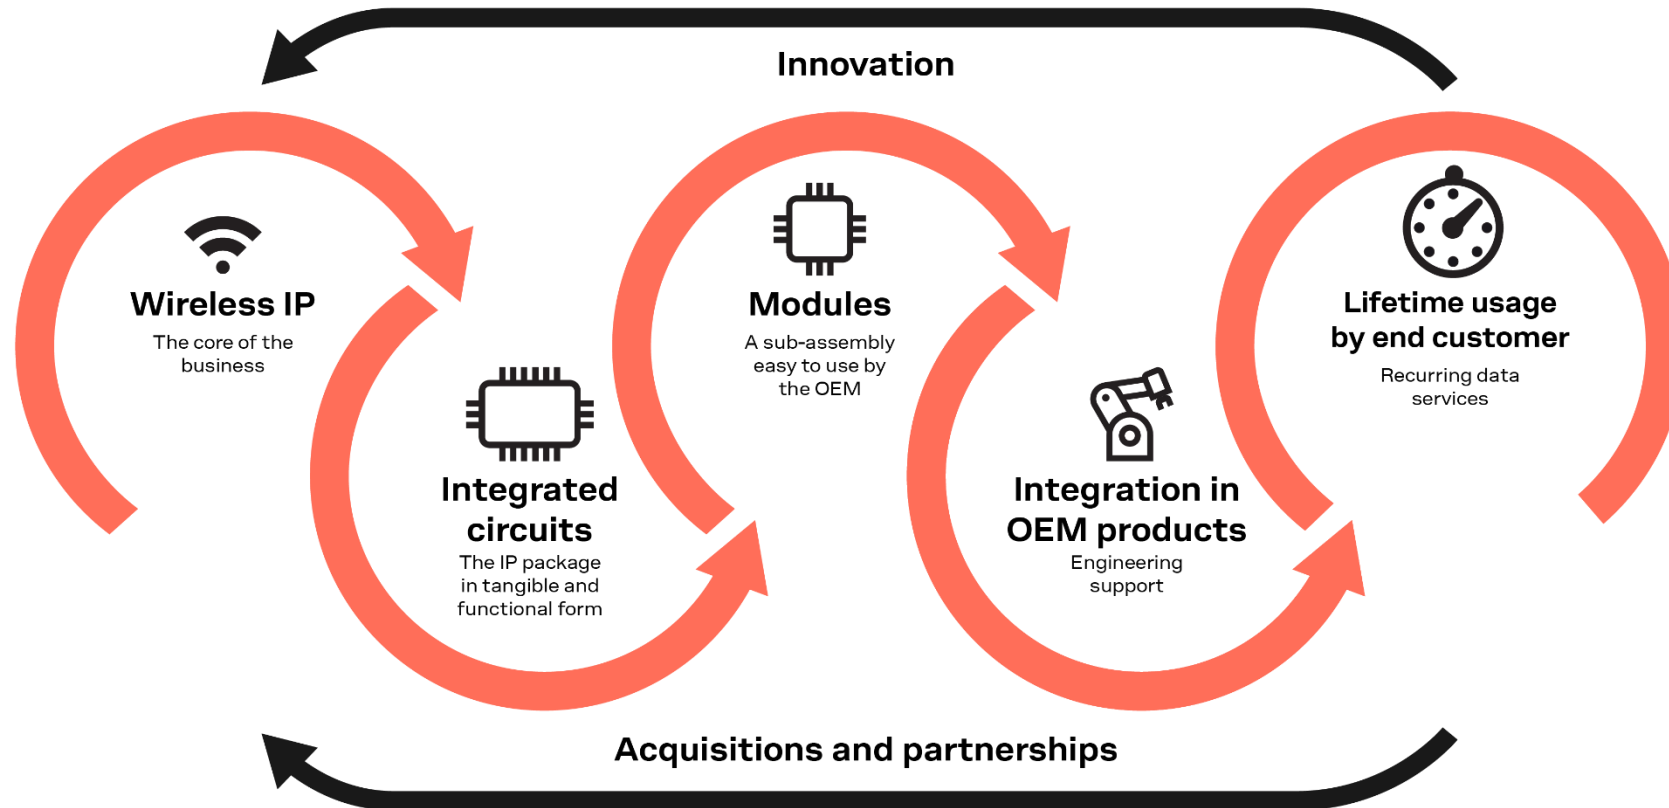 Innovation
Wireless IP
The core of the
business
Integrated
circuits
The IP package
in tangible and
functional form
Modules
A sub-assembly
easy to use by
the OEM
Integration in
OEM products
Engineering
support
Lifetime usage
by end customer
Recurring data
services
Acquisitions and partnerships